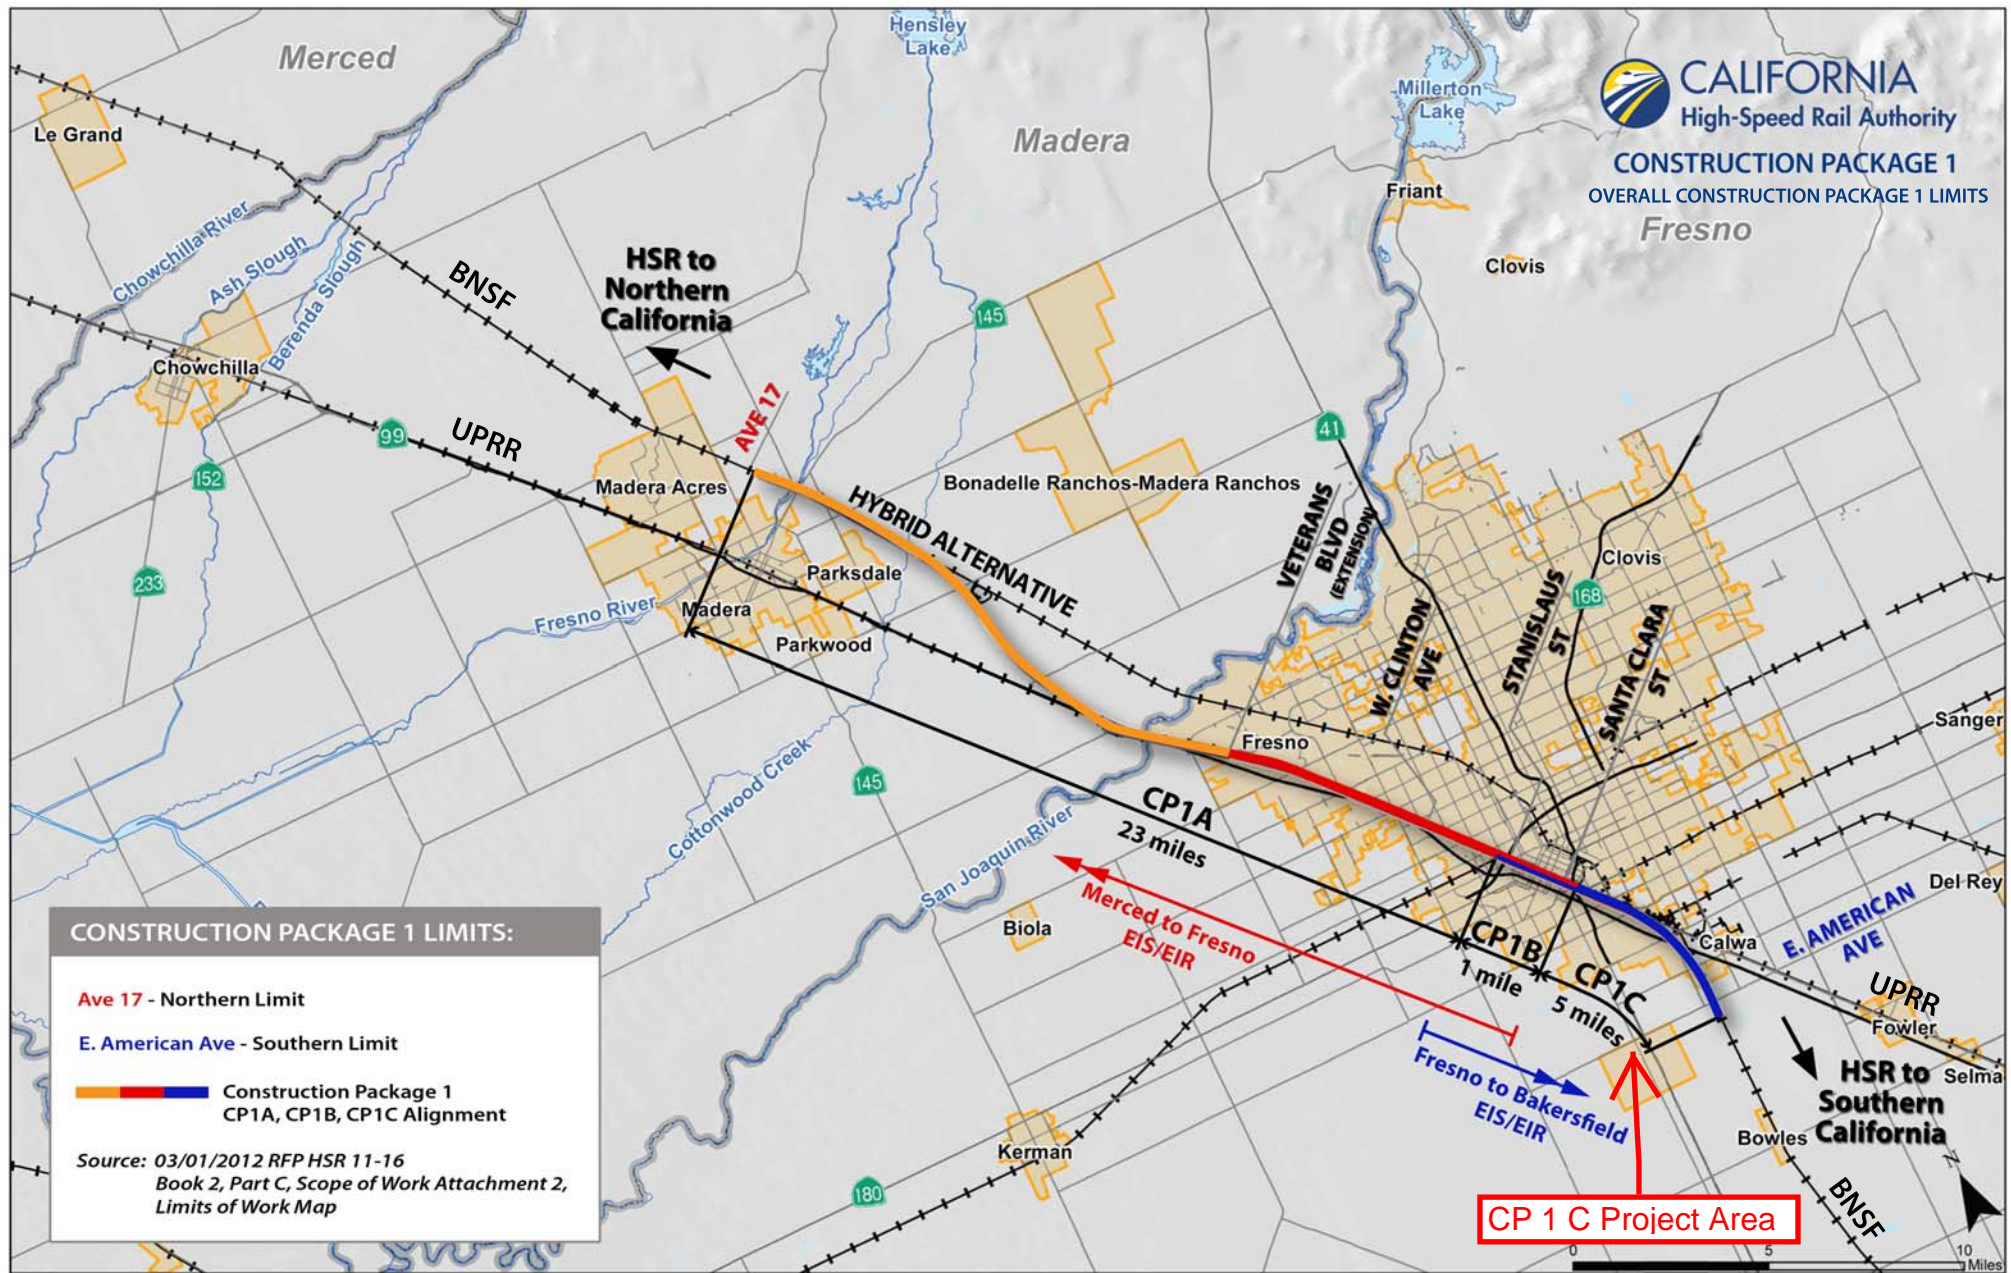 Merced
Hensley
Lake
Madera
Millerton
Lake
CALIFORNIA
High-Speed Rail Authority
CONSTRUCTION PACKAGE 1
OVERALL CONSTRUCTION PACKAGE 1 LIMITS
Fresno
Le Grand
Friant
Clovis
Chowchilla River
Ash Slough
Berenda Slough
BNSF
HSR to
Northern
California
145
Chowchilla
AVE 17
41
99
UPRR
152
Madera Acres
HYBRID ALTERNATIVE
Bonadelle Ranchos-Madera Ranchos
VETERANS
BLVD
(EXTENSION)
Clovis
168
233
Parksdale
Fresno River
Madera
Parkwood
W. CLINTON
AVE
STANISLAUS
ST
SANTA CLARA
ST
Sanger
Fresno
145
Cottonwood Creek
CP1A
23 miles
San Joaquin River
Merced to Fresno
EIS/EIR
Biola
CP1B
1 mile
CP1C
5 miles
Calwa
E. AMERICAN
AVE
Del Rey
UPRR
Fowler
Selma
Fresno to Bakersfield
EIS/EIR
HSR to
Southern
California
Bowles
BNSF
Kerman
180
CONSTRUCTION PACKAGE 1 LIMITS:
Ave 17 - Northern Limit
E. American Ave - Southern Limit
Construction Package 1
CP1A, CP1B, CP1C Alignment
Source: 03/01/2012 RFP HSR 11-16
Book 2, Part C, Scope of Work Attachment 2,
Limits of Work Map
CP 1 C Project Area
N
0 5 10
Miles